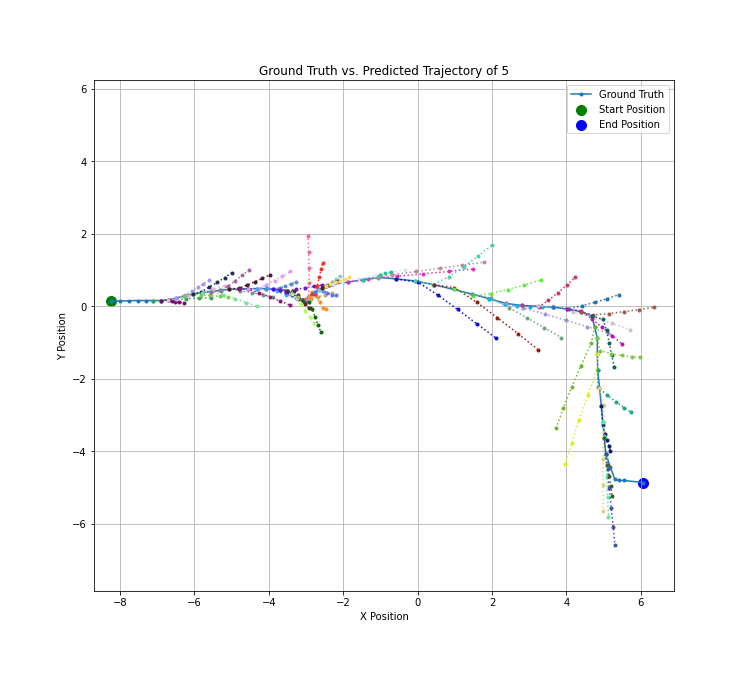 Ground Truth vs. Predicted Trajectory of 5
Ground Truth
Start Position
End Position
6
4
2
0
−2
−4
−6
Y Position
−8
−6
−4
−2
0
2
4
6
X Position